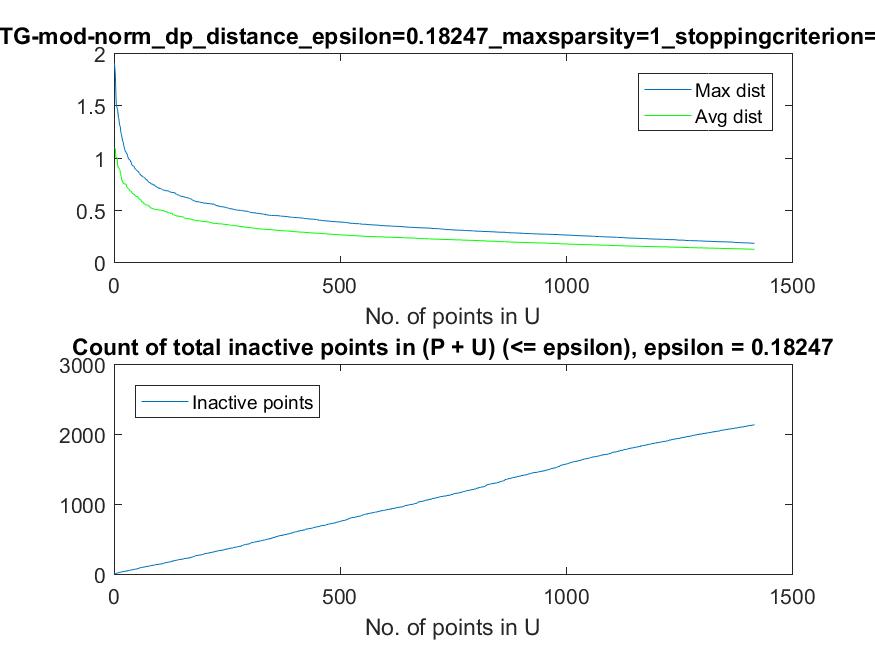 TG-mod-norm_dp_distance_epsilon=0.18247_maxsparsity=1_stoppingcriterion=
2
1.5
1
0.5
0
Max dist
Avg dist
0 500 1000 1500
No. of points in U
Count of total inactive points in (P + U) (<= epsilon), epsilon = 0.18247
3000
2000
1000
0
Inactive points
0 500 1000 1500
No. of points in U